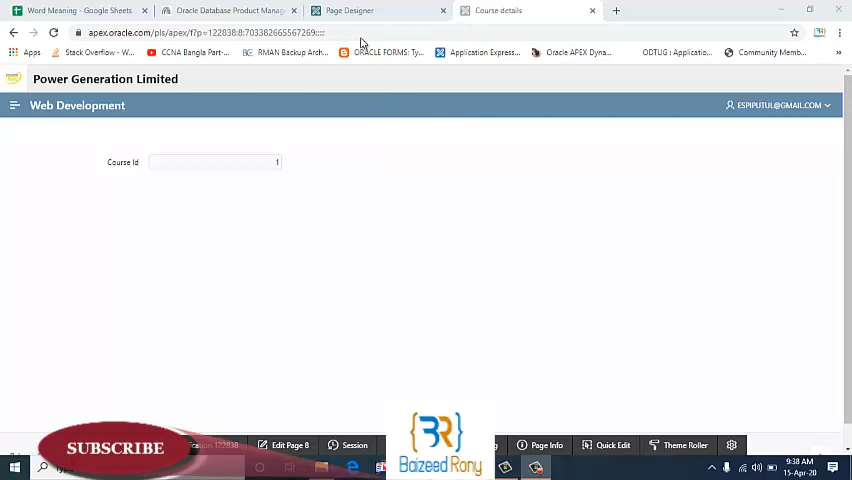 Word Meaning - Google Sheets
Oracle Database Product Manag
Page Designer
Course details
apex.oracle.com/pls/apex/f?p=122838:8:703382665567269::::
Apps
Stack Overflow - W...
CCNA Bangla Part-...
RMAN Backup Arch...
ORACLE FORMS: Ty...
Application Express...
Oracle APEX Dyna...
ODTUG : Applicatio...
Community Memb...
Power Generation Limited
Web Development
ESPIPUTUL@GMAIL.COM
Course Id
1
122838
Edit Page 8
Session
Page Info
Quick Edit
Theme Roller
SUBSCRIBE
BR
Baizeed Rony
9:38 AM
15-Apr-20